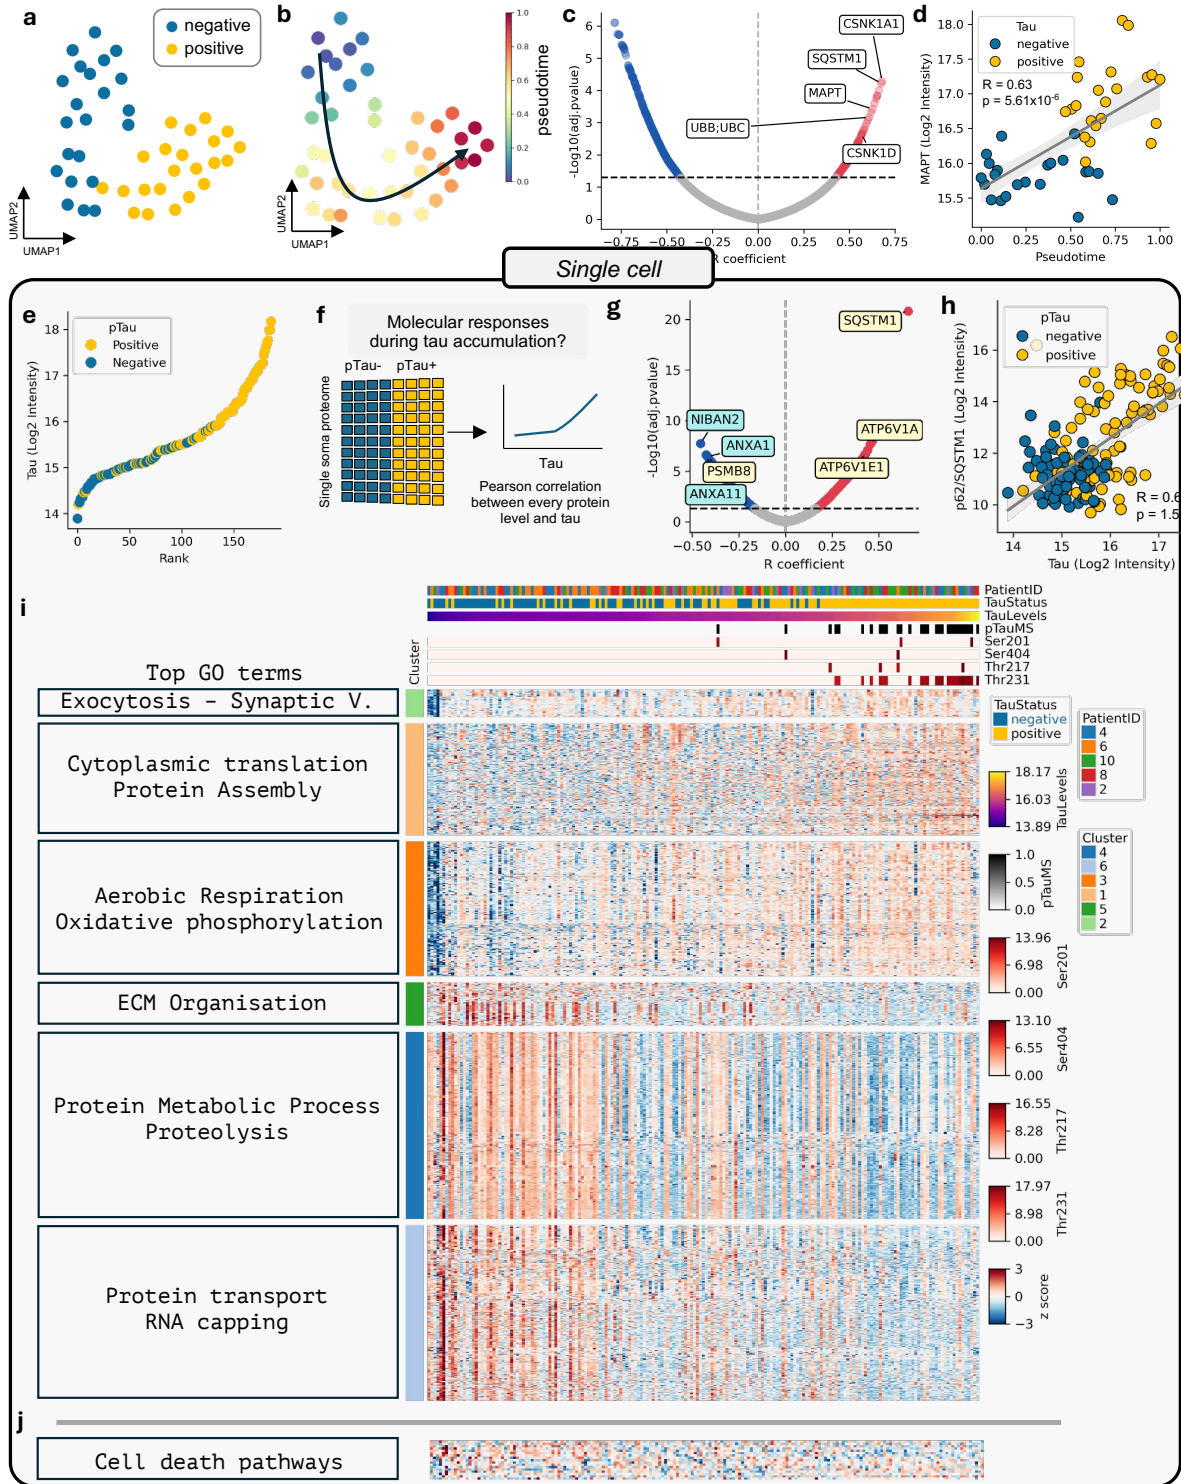 a
negative
positive
UMAP2
UMAP1
b
1.0
0.8
0.6
0.4
0.2
0.0
pseudotime
UMAP2
UMAP1
c
6
5
4
3
2
1
0
-Log10(adj.pvalue)
CSNK1A1
SQSTM1
MAPT
UBB;UBC
CSNK1D
−0.75
−0.50
−0.25
0.00
0.25
0.50
0.75
R coefficient
d
18.0
17.5
17.0
16.5
16.0
15.5
MAPT (Log2 Intensity)
Tau
negative
positive
R = 0.63
p = 5.61x10-6
0.00
0.25
0.50
0.75
1.00
Pseudotime
Single cell
e
18
17
16
15
14
Tau (Log2 Intensity)
pTau
Positive
Negative
0
50
100
150
Rank
f
Molecular responses
during tau accumulation?
pTau-
pTau+
Single soma proteome
Tau
Pearson correlation
between every protein
level and tau
g
20
15
10
5
0
-Log10(adj.pvalue)
SQSTM1
NIBAN2
ANXA1
PSMB8
ANXA11
ATP6V1A
ATP6V1E1
−0.50
−0.25
0.00
0.25
0.50
R coefficient
h
16
14
12
10
p62/SQSTM1 (Log2 Intensity)
pTau
negative
positive
R = 0.6
p = 1.5
14
15
16
17
Tau (Log2 Intensity)
i
PatientID
TauStatus
TauLevels
pTauMS
Ser201
Ser404
Thr217
Thr231
Cluster
Top GO terms
Exocytosis – Synaptic V.
Cytoplasmic translation
Protein Assembly
Aerobic Respiration
Oxidative phosphorylation
ECM Organisation
Protein Metabolic Process
Proteolysis
Protein transport
RNA capping
TauStatus
negative
positive
PatientID
4
6
10
8
2
18.17
16.03
13.89
TauLevels
Cluster
4
6
3
1
5
2
1.0
0.5
0.0
pTauMS
13.96
6.98
0.00
Ser201
13.10
6.55
0.00
Ser404
16.55
8.28
0.00
Thr217
17.97
8.98
0.00
Thr231
3
0
−3
z score
j
Cell death pathways